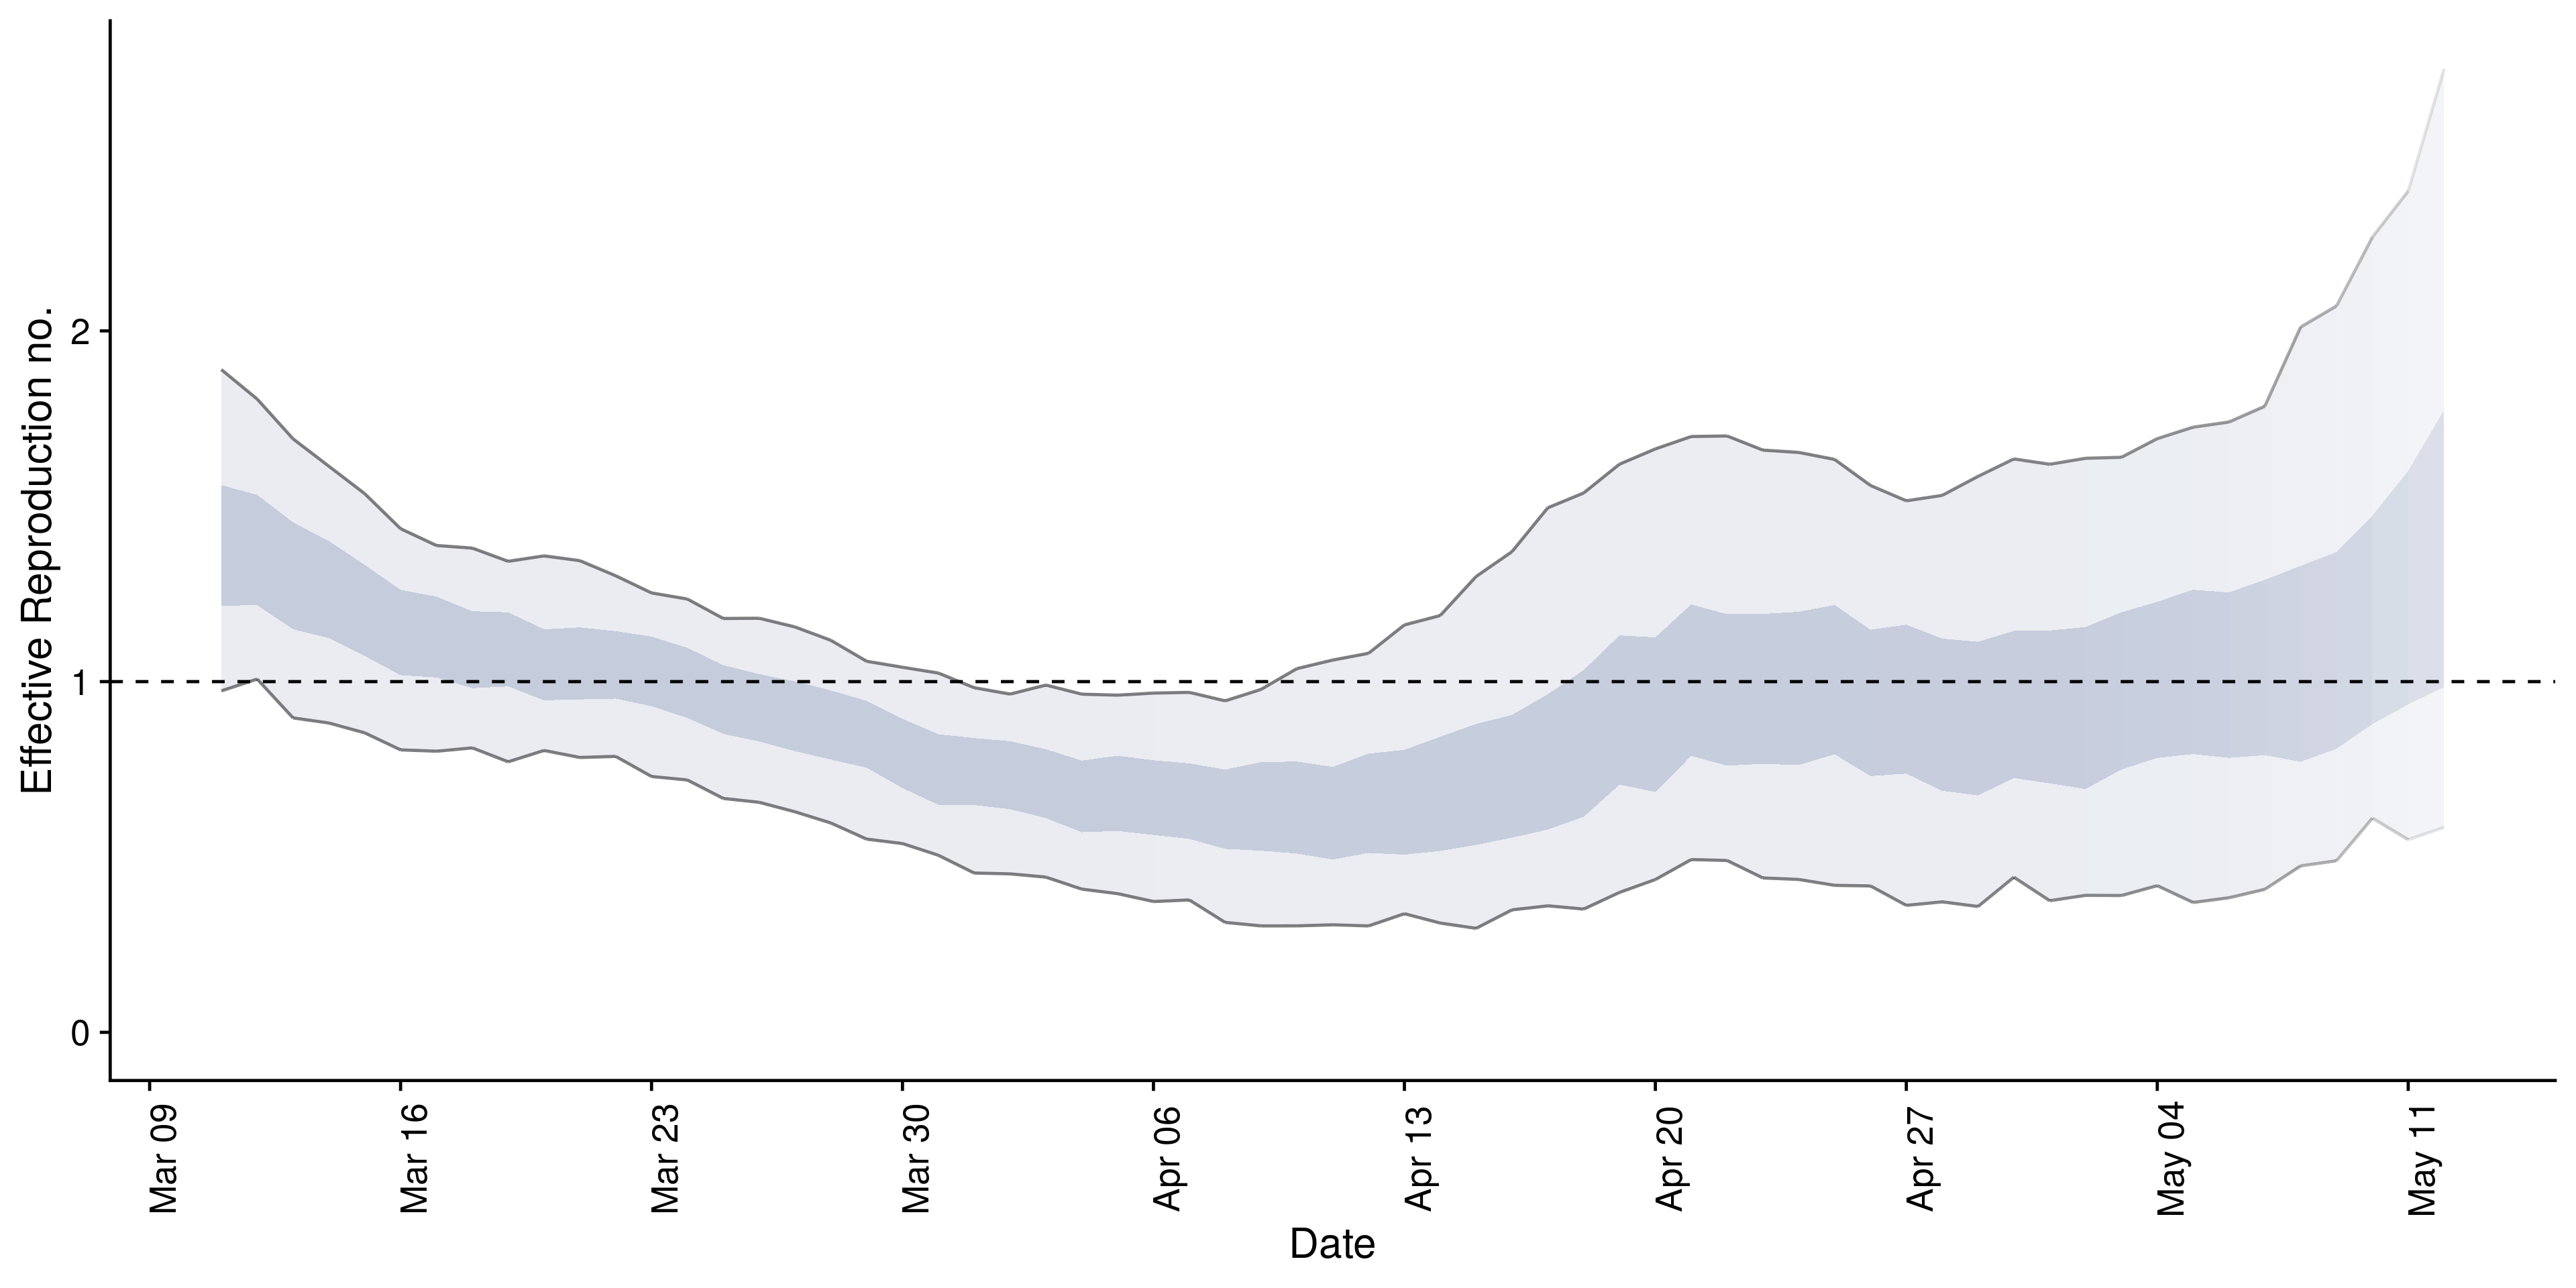 Effective Reproduction no.
2
1
0
Mar 09
Mar 16
Mar 23
Mar 30
Apr 06
Apr 13
Apr 20
Apr 27
May 04
May 11
Date